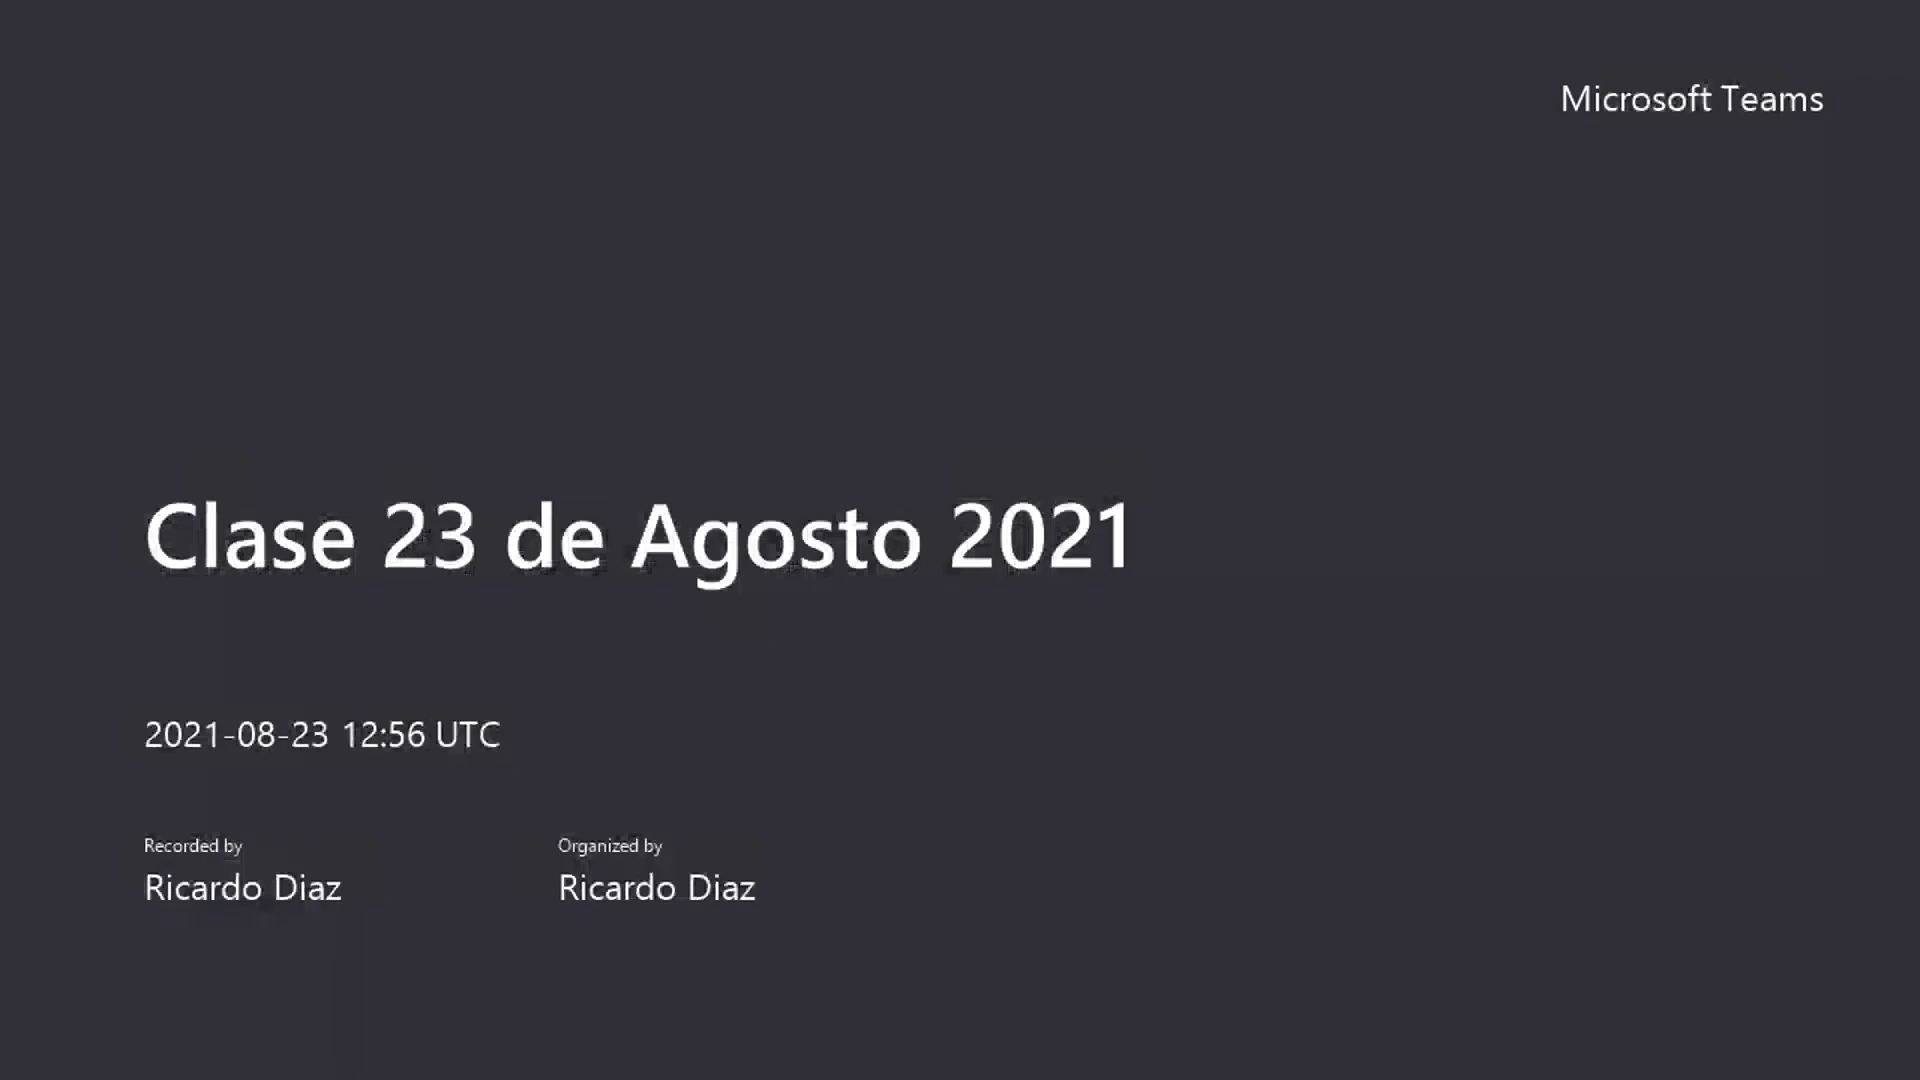 Microsoft Teams
Clase 23 de Agosto 2021
2021-08-23 12:56 UTC
Recorded by
Ricardo Diaz
Organized by
Ricardo Diaz